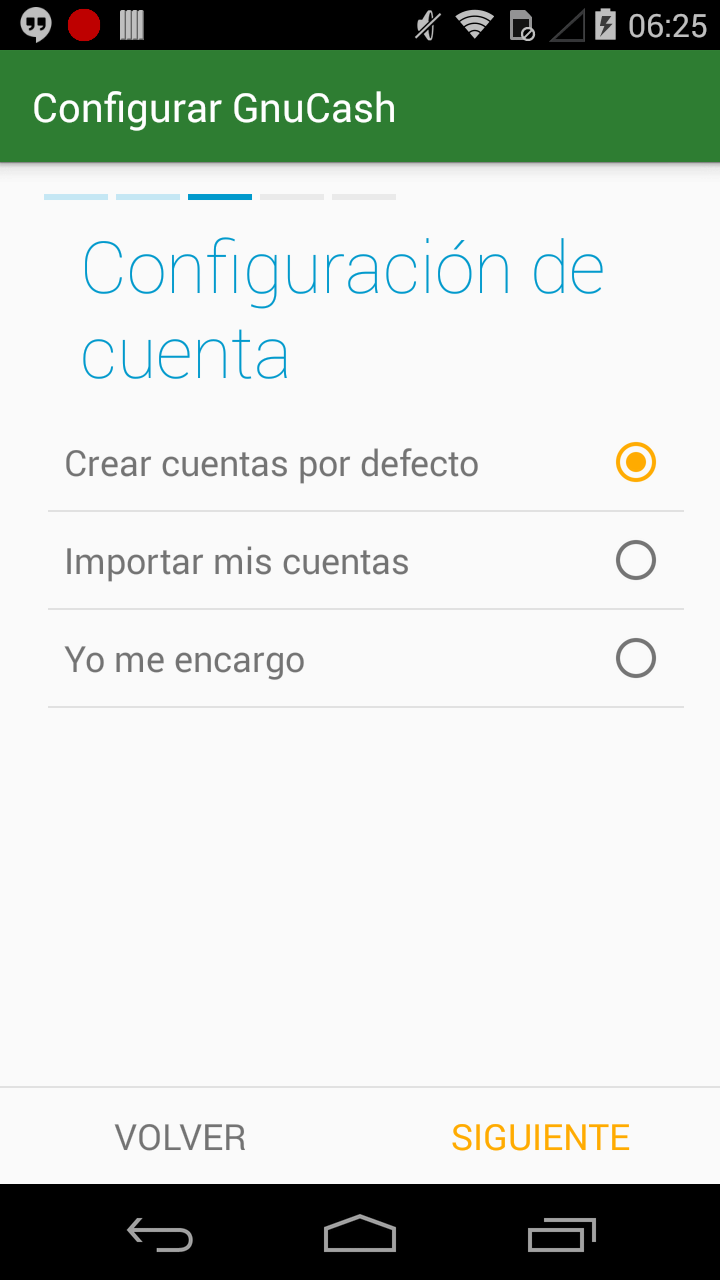 06:25
Configurar GnuCash
Configuración de
cuenta
Crear cuentas por defecto
Importar mis cuentas
Yo me encargo
VOLVER
SIGUIENTE